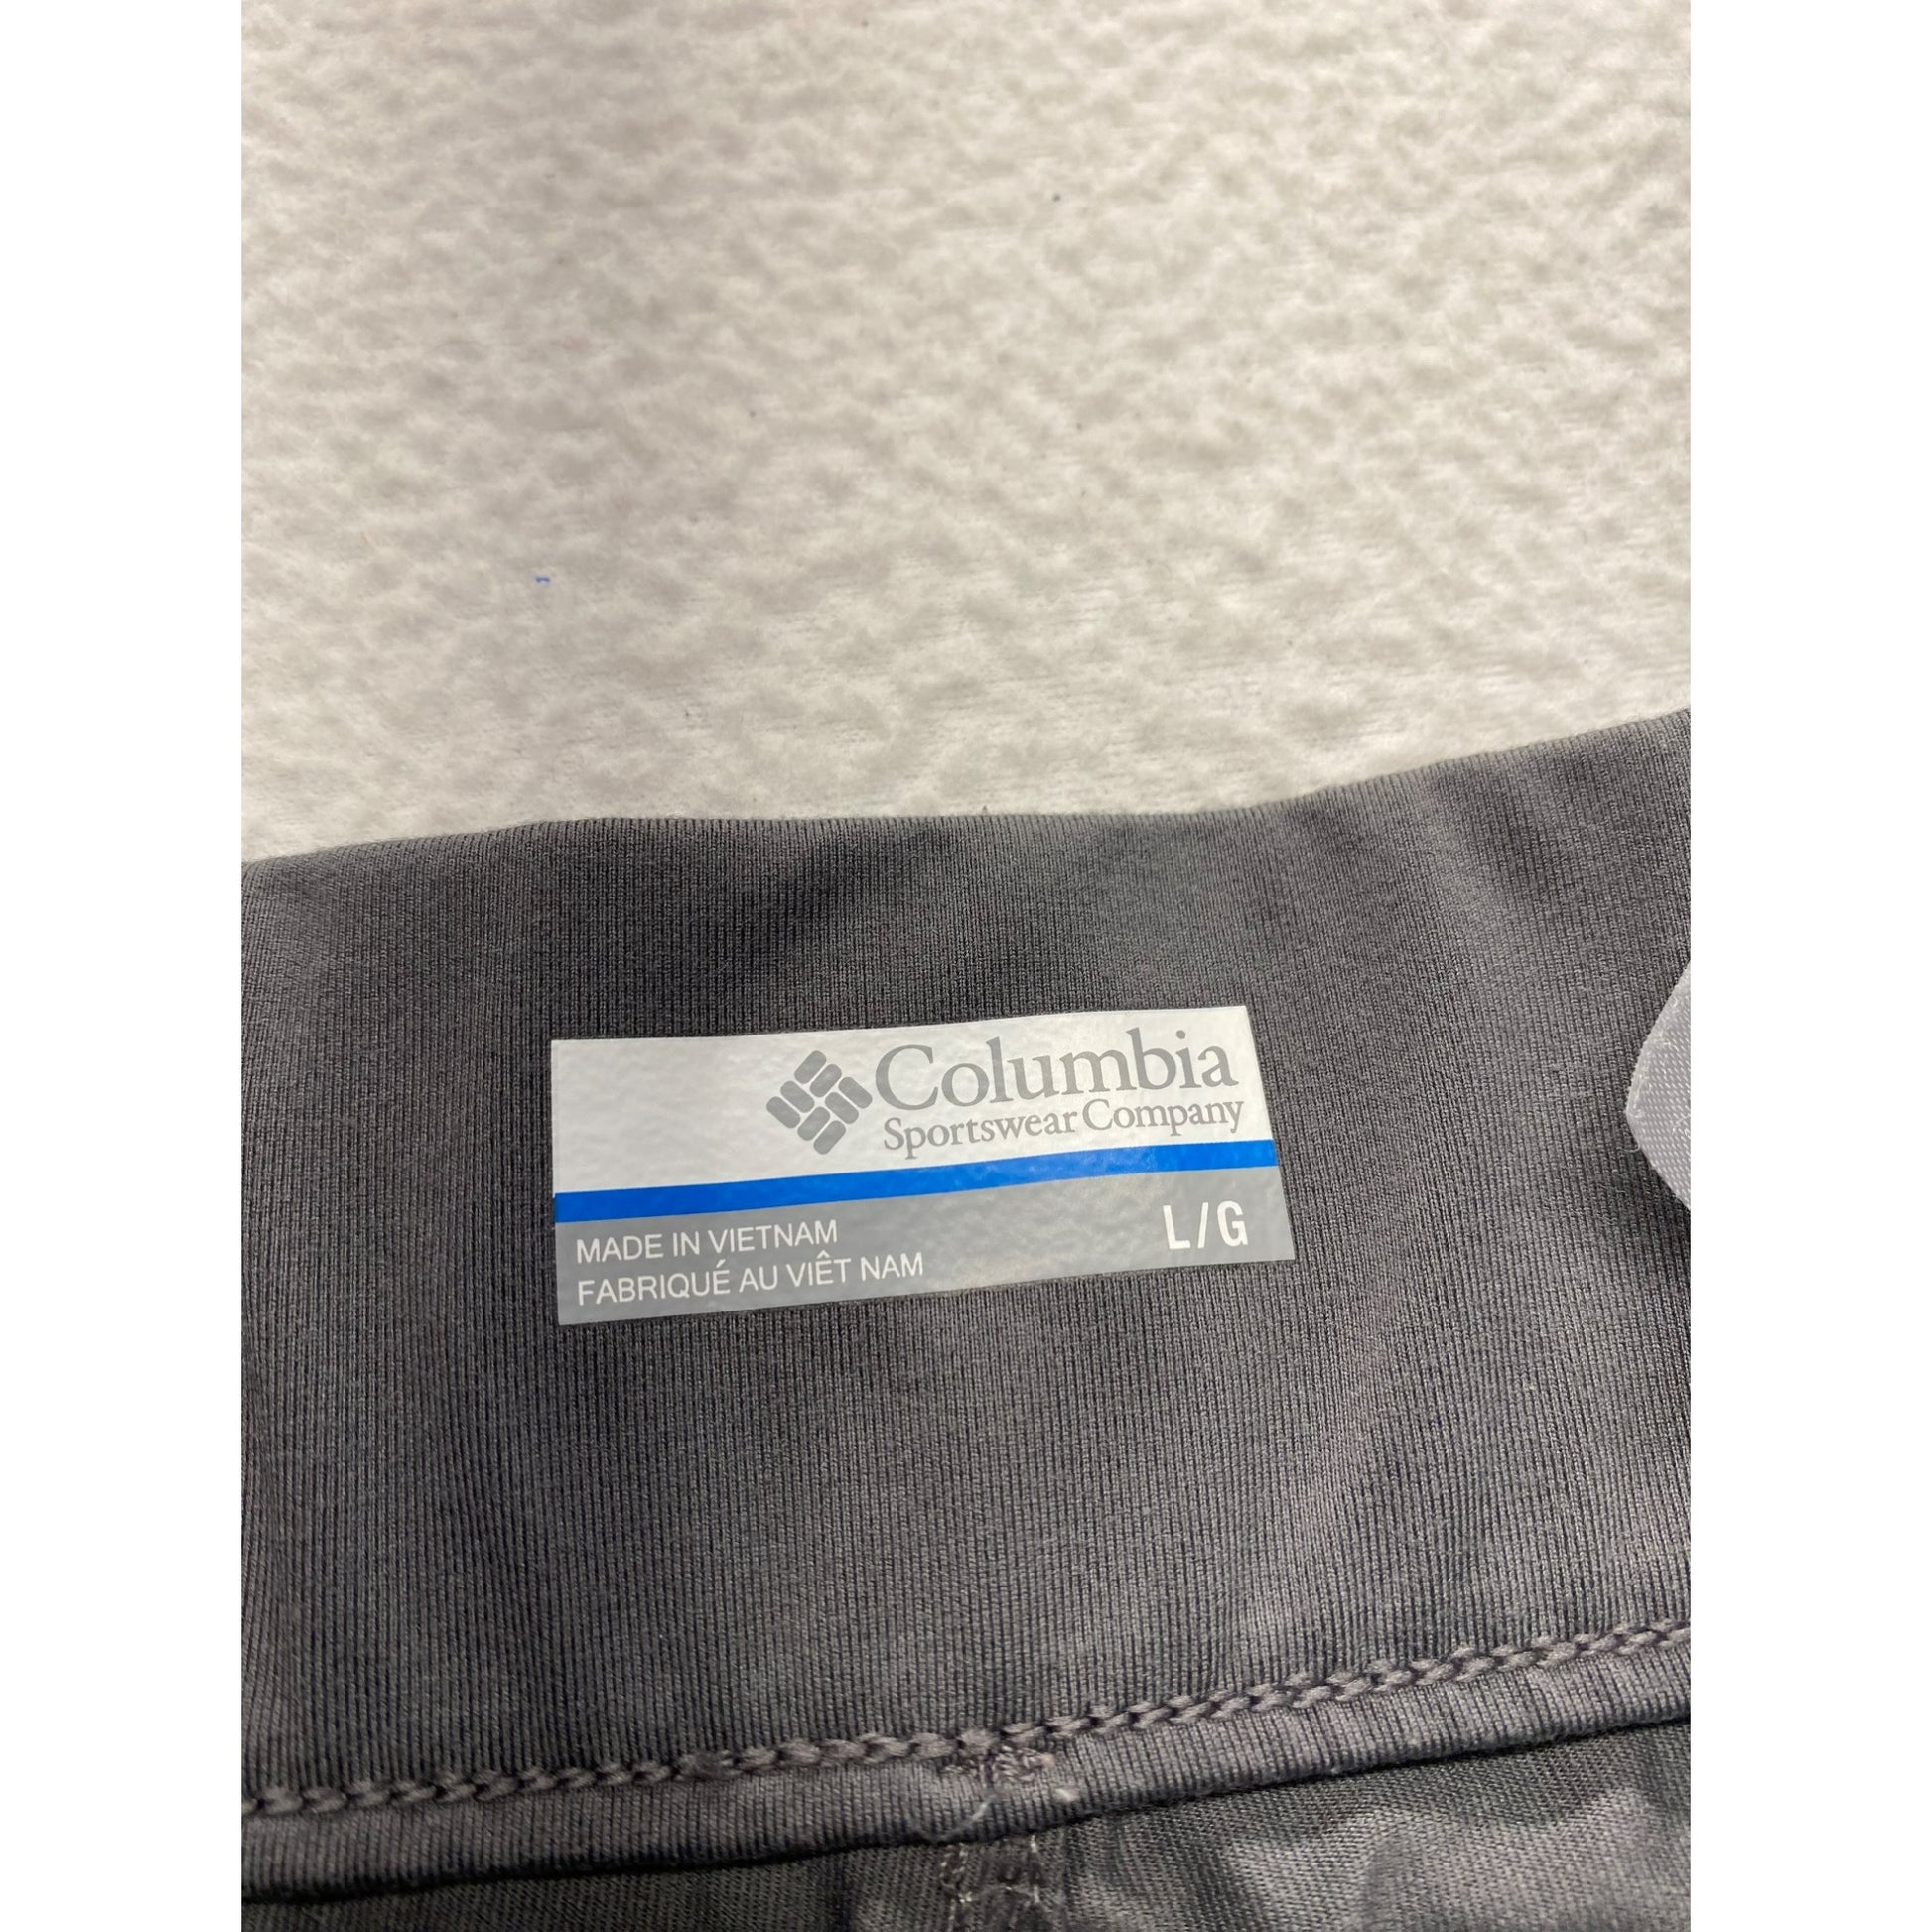 Columbia
Sportswear Company
MADE IN VIETNAM
FABRIQUÉ AU VIÊT NAM
L/G